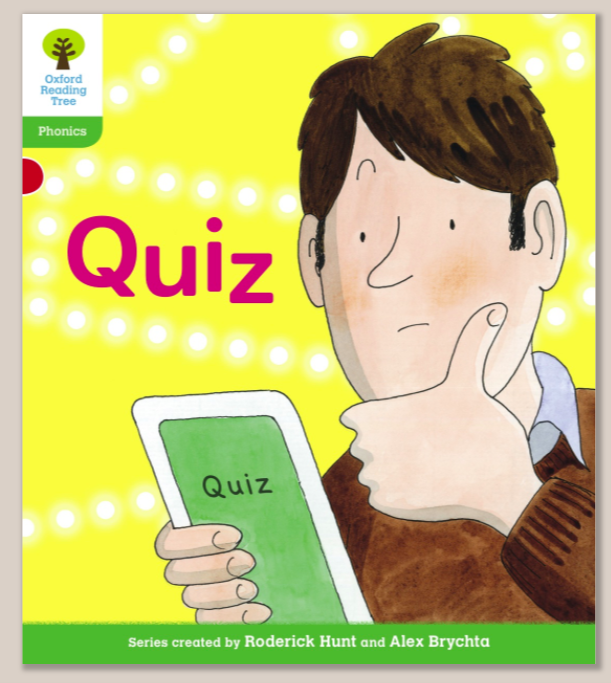 Oxford
Reading
Tree
Phonics
Quiz
Quiz
Series created by Roderick Hunt and Alex Brychta